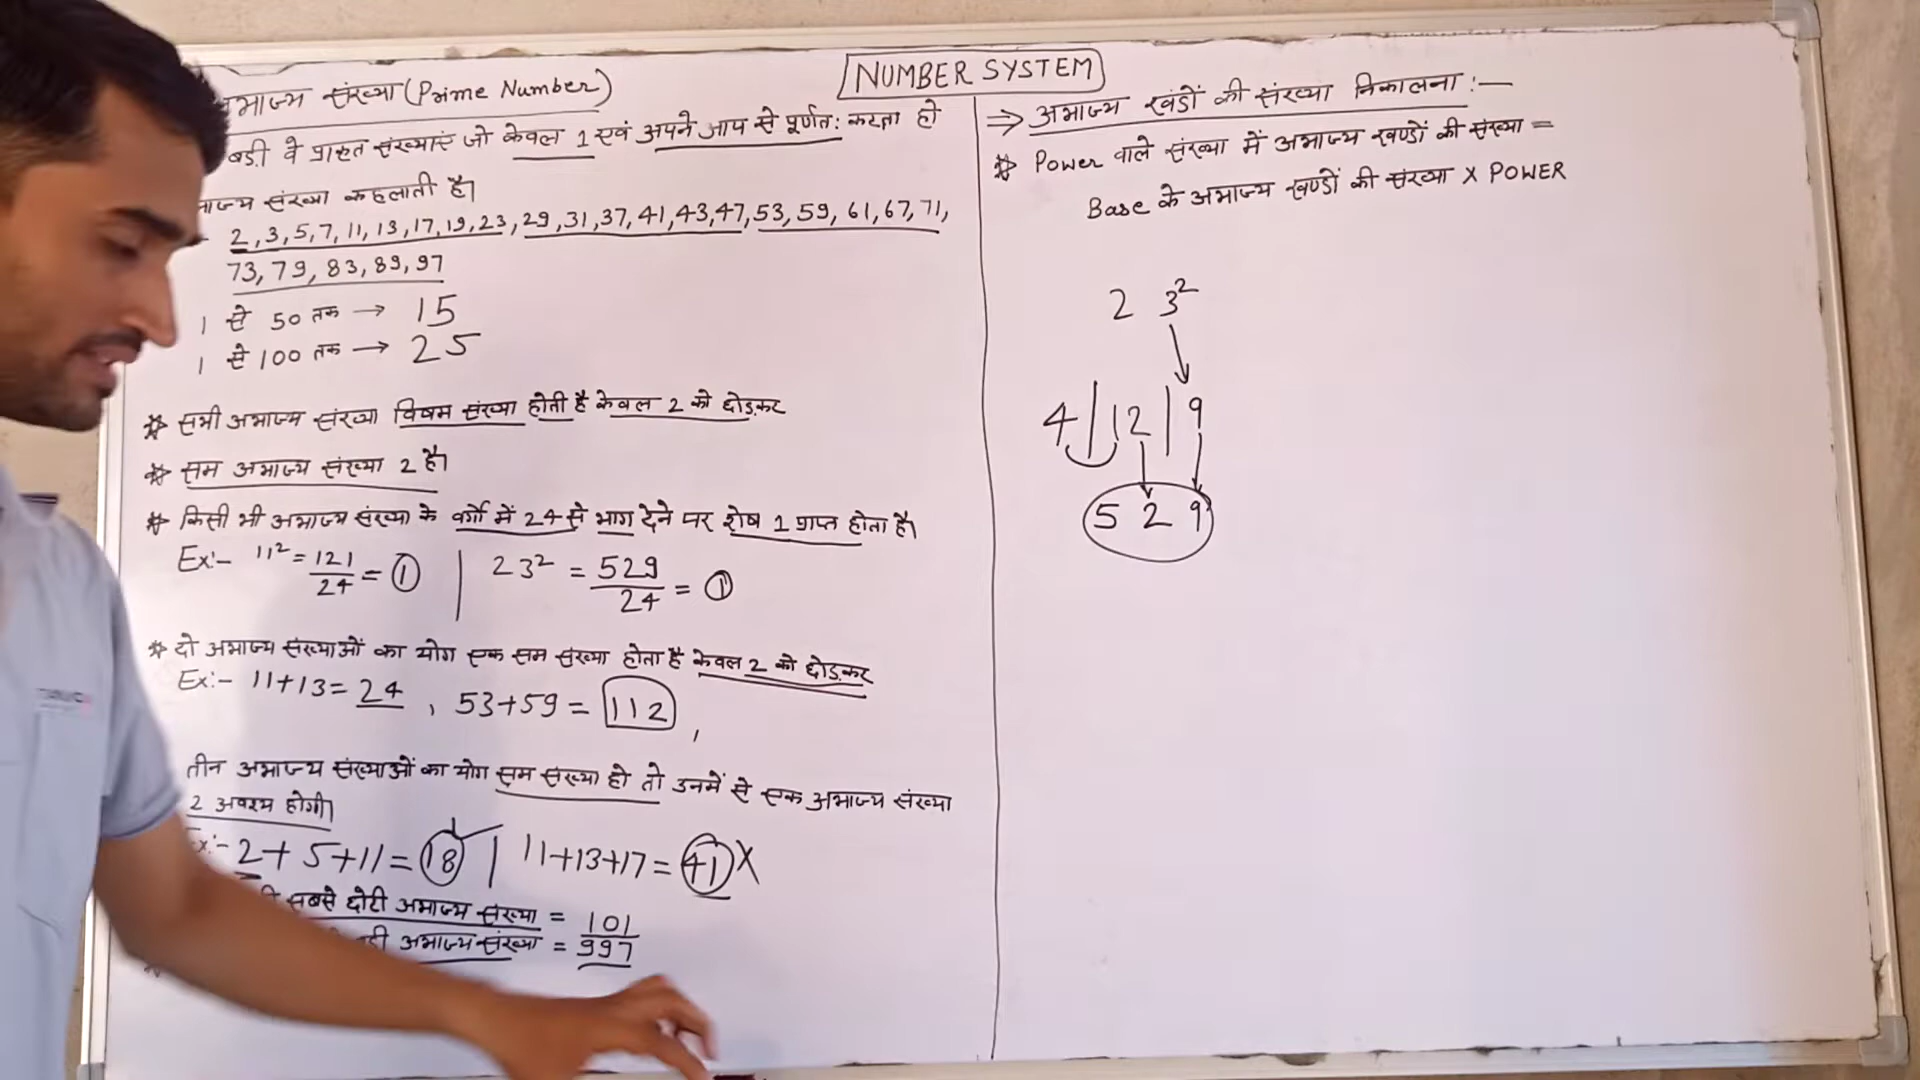 NUMBER SYSTEM
संख्या (Prime Number)
बड़ी वे प्राकृत संख्याएं जो केवल 1 एवं अपने आप से पूर्णत: कटता हो
संख्या कहलाती है।
2, 3, 5, 7, 11, 13, 17, 19, 23, 29, 31, 37, 41, 43, 47, 53, 59, 61, 67, 71,
73, 79, 83, 89, 97
1 से 50 तक → 15
1 से 100 तक → 25
* सभी अभाज्य संख्या विषम संख्या होती है केवल 2 को छोड़कर
* सम अभाज्य संख्या 2 है।
* किसी भी अभाज्य संख्या के वर्गो में 24 से भाग देने पर शेष 1 प्राप्त होता है।
Ex:- 11² = 121/24 = 1 | 23² = 529/24 = 1
* दो अभाज्य संख्याओं का योग एक सम संख्या होता है केवल 2 को छोड़कर
Ex:- 11+13 = 24, 53+59 = 112,
तीन अभाज्य संख्याओं का योग सम संख्या हो तो उनमें से एक अभाज्य संख्या
2 अवश्य होगी।
2+5+11 = 18 | 11+13+17 = 41 X
सबसे छोटी अभाज्य संख्या = 101
अभाज्य संख्या = 997
⇒ अभाज्य खंडों की संख्या निकालना :—
* Power वाले संख्या में अभाज्य खण्डों की संख्या =
Base के अभाज्य खण्डों की संख्या X POWER
2 3²
4 | 12 | 9
5 2 9